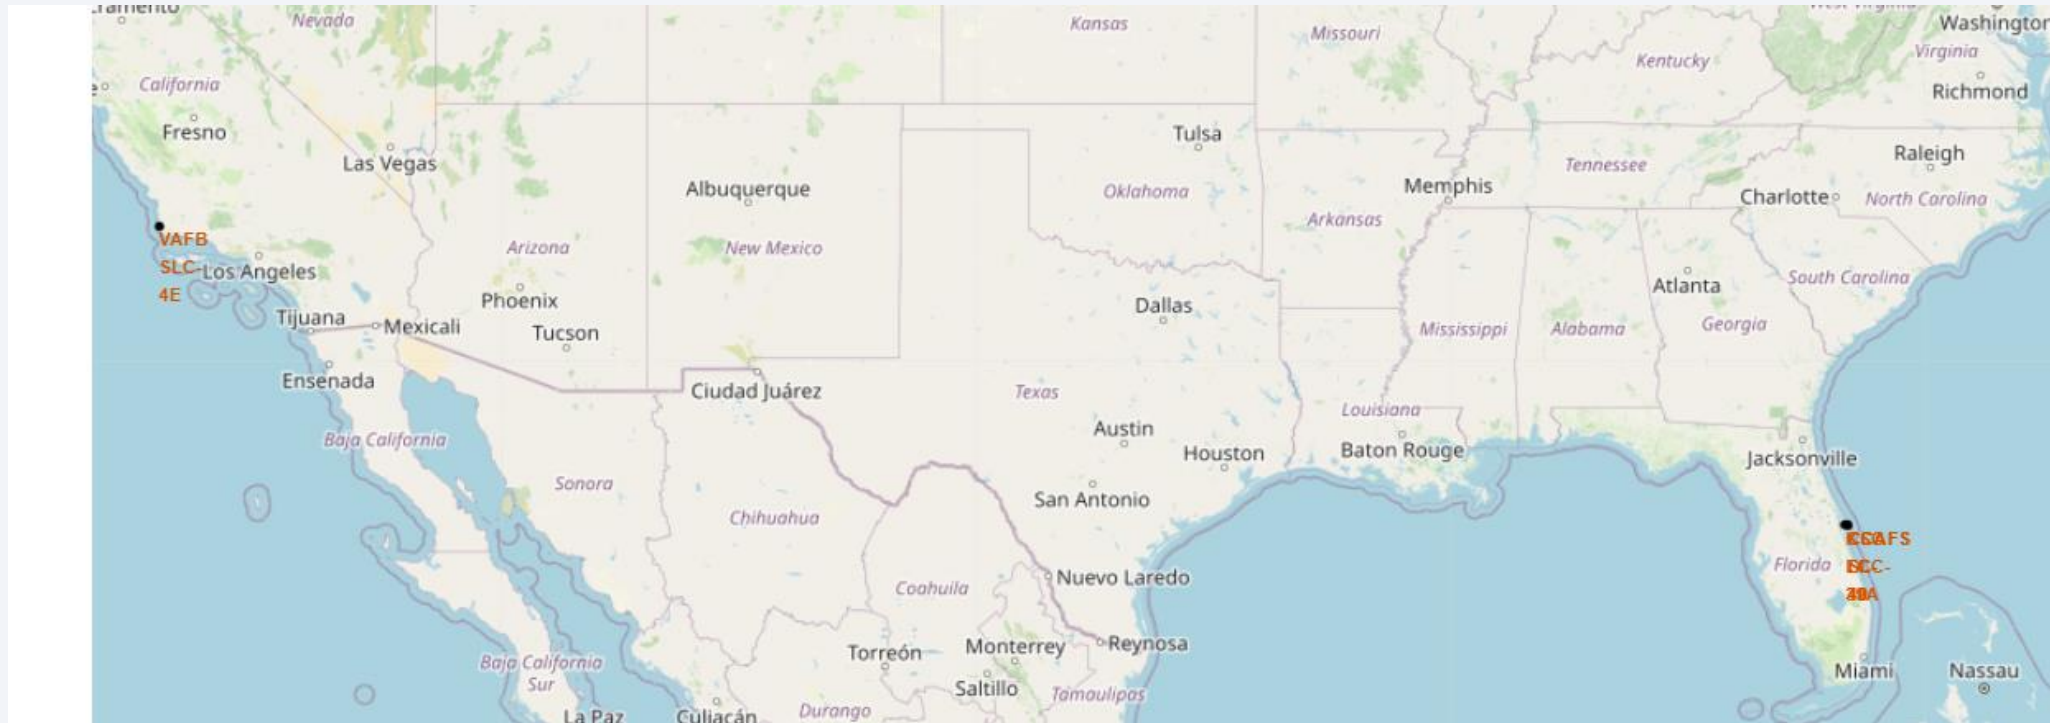 Nevada
Kansas
Missouri
Washington
California
Kentucky
Virginia
Richmond
Fresno
Las Vegas
Tulsa
Raleigh
Tennessee
Albuquerque
Oklahoma
Memphis
Charlotte
North Carolina
Arkansas
VAFB
SLC-
4E
Los Angeles
Arizona
New Mexico
Phoenix
Atlanta
South Carolina
Dallas
Tijuana
Mexicali
Tucson
Mississippi
Alabama
Georgia
Ensenada
Ciudad Juárez
Texas
Louisiana
Baja California
Austin
Houston
Baton Rouge
Jacksonville
Sonora
San Antonio
Chihuahua
Florida
Coahuila
Nuevo Laredo
Torreón
Monterrey
Reynosa
Baja California
Sur
Saltillo
Tamaulipas
Miami
Nassau
La Paz
Culiacán
Durango